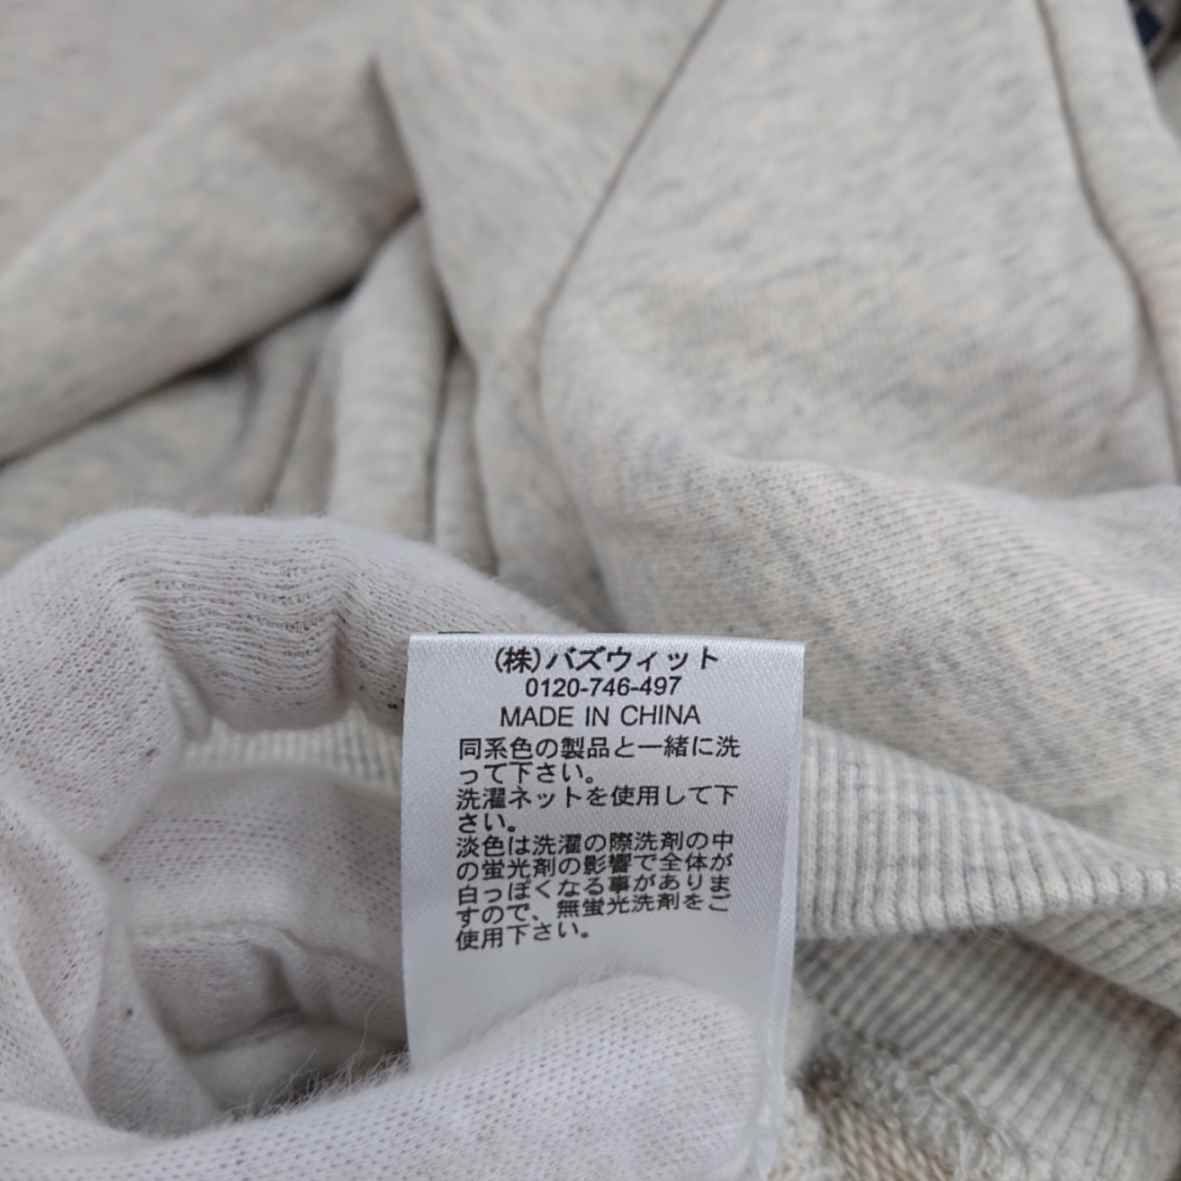 (株)バズウィット
0120-746-497
MADE IN CHINA
同系色の製品と一緒に洗
って下さい。
洗濯ネットを使用して下
さい。
淡色は洗濯の際洗剤の中
の蛍光剤の影響で全体が
白っぽくなる事がありま
すので、無蛍光洗剤をご
使用下さい。